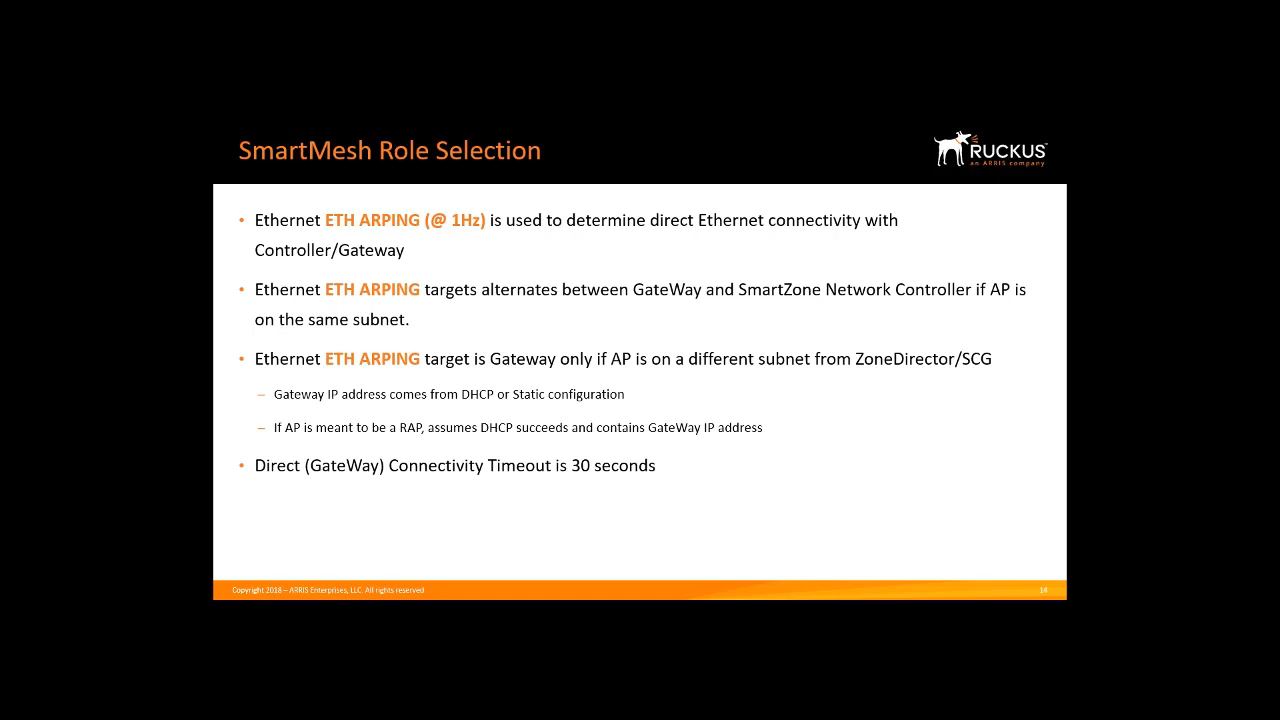 SmartMesh Role Selection
RUCKUS™
an ARRIS company
• Ethernet ETH ARPING (@ 1Hz) is used to determine direct Ethernet connectivity with
Controller/Gateway
• Ethernet ETH ARPING targets alternates between GateWay and SmartZone Network Controller if AP is
on the same subnet.
• Ethernet ETH ARPING target is Gateway only if AP is on a different subnet from ZoneDirector/SCG
– Gateway IP address comes from DHCP or Static configuration
– If AP is meant to be a RAP, assumes DHCP succeeds and contains GateWay IP address
• Direct (GateWay) Connectivity Timeout is 30 seconds
Copyright 2018 – ARRIS Enterprises, LLC. All rights reserved
14